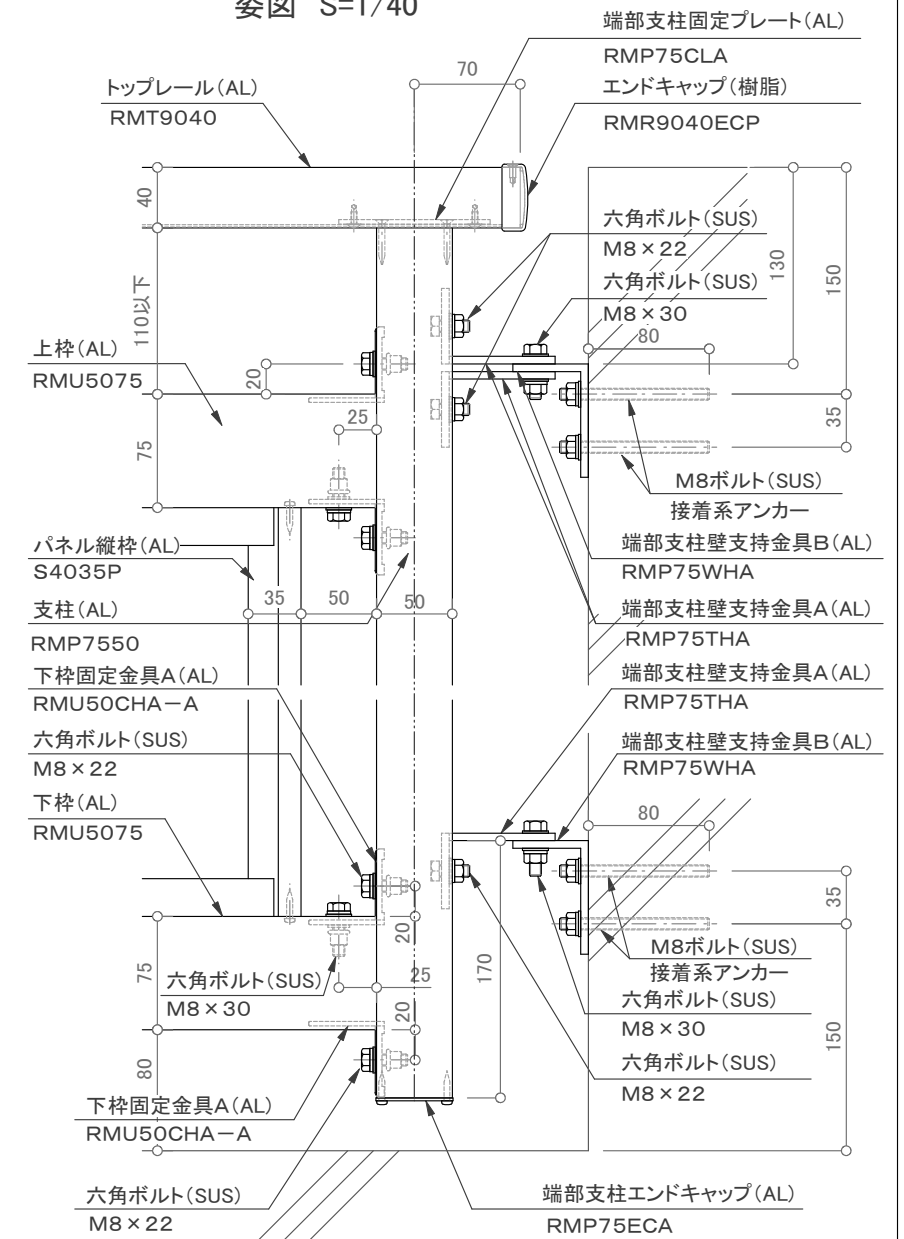 姿図 S=1/40
端部支柱固定プレート(AL)
RMP75CLA
70
トップレール(AL)
RMT9040
エンドキャップ(樹脂)
RMR9040ECP
40
六角ボルト(SUS)
M8×22
六角ボルト(SUS)
M8×30
130
150
110以下
80
上枠(AL)
RMU5075
20
25
35
75
M8ボルト(SUS)
接着系アンカー
パネル縦枠(AL)
S4035P
端部支柱壁支持金具B(AL)
RMP75WHA
35
50
50
支柱(AL)
RMP7550
端部支柱壁支持金具A(AL)
RMP75THA
下枠固定金具A(AL)
RMU50CHA-A
端部支柱壁支持金具A(AL)
RMP75THA
六角ボルト(SUS)
M8×22
端部支柱壁支持金具B(AL)
RMP75WHA
下枠(AL)
RMU5075
80
35
20
75
170
M8ボルト(SUS)
接着系アンカー
六角ボルト(SUS)
M8×30
25
六角ボルト(SUS)
M8×30
20
150
80
六角ボルト(SUS)
M8×22
下枠固定金具A(AL)
RMU50CHA-A
六角ボルト(SUS)
M8×22
端部支柱エンドキャップ(AL)
RMP75ECA